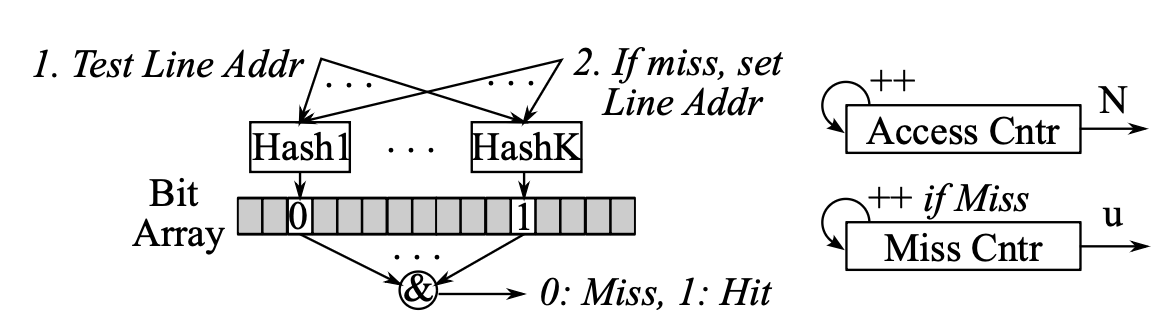 1. Test Line Addr
. . .
. . .
2. If miss, set
Line Addr
Hash1
. . .
HashK
Bit
Array
0
1
. . .
&
0: Miss, 1: Hit
++
Access Cntr
N
++ if Miss
Miss Cntr
u